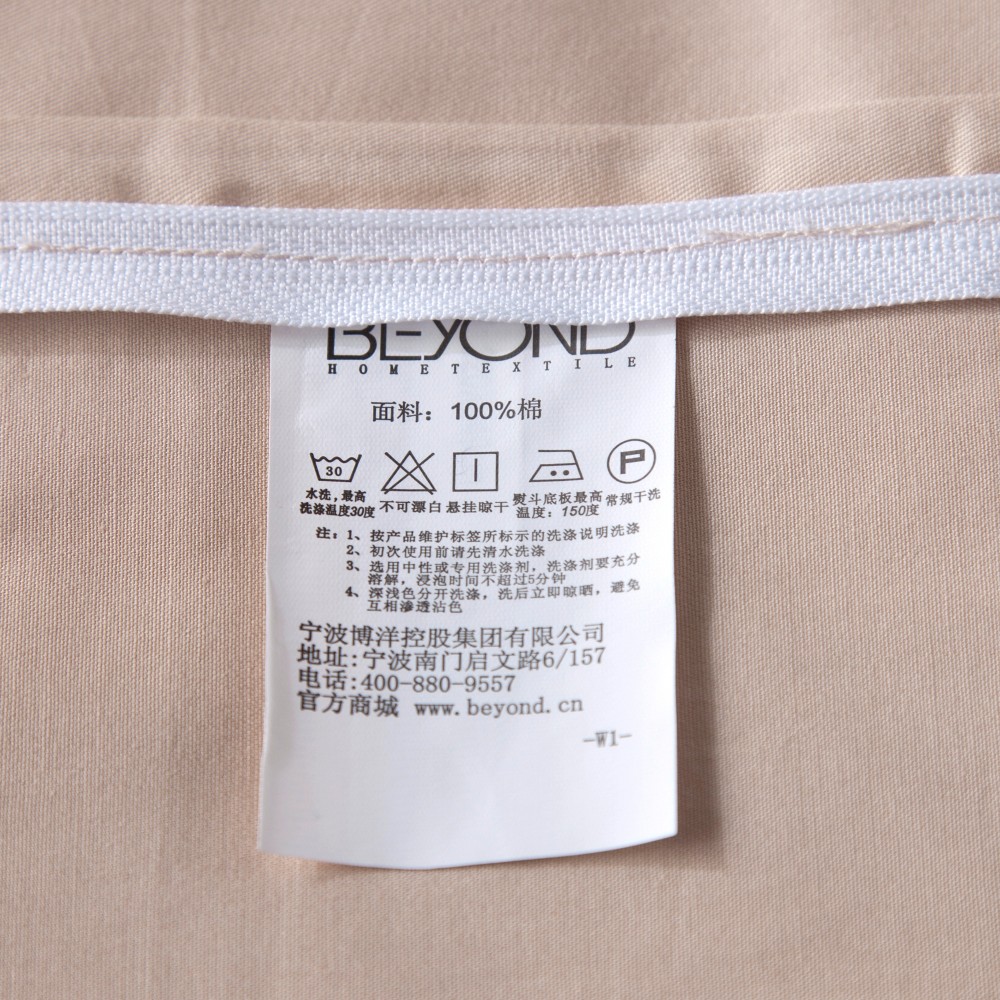 BEYOND
HOMETEXTILE
面料：100%棉
30
P
水洗，最高
洗涤温度30度
不可漂白
悬挂晾干
熨斗底板最高
温度：150度
常规干洗
注：1、按产品维护标签所标示的洗涤说明洗涤
2、初次使用前请先清水洗涤
3、选用中性或专用洗涤剂，洗涤剂要充分
溶解，浸泡时间不超过5分钟
4、深浅色分开洗涤，洗后立即晾晒，避免
互相渗透沾色
宁波博洋控股集团有限公司
地址:宁波南门启文路6/157
电话:400-880-9557
官方商城 www.beyond.cn
-W1-